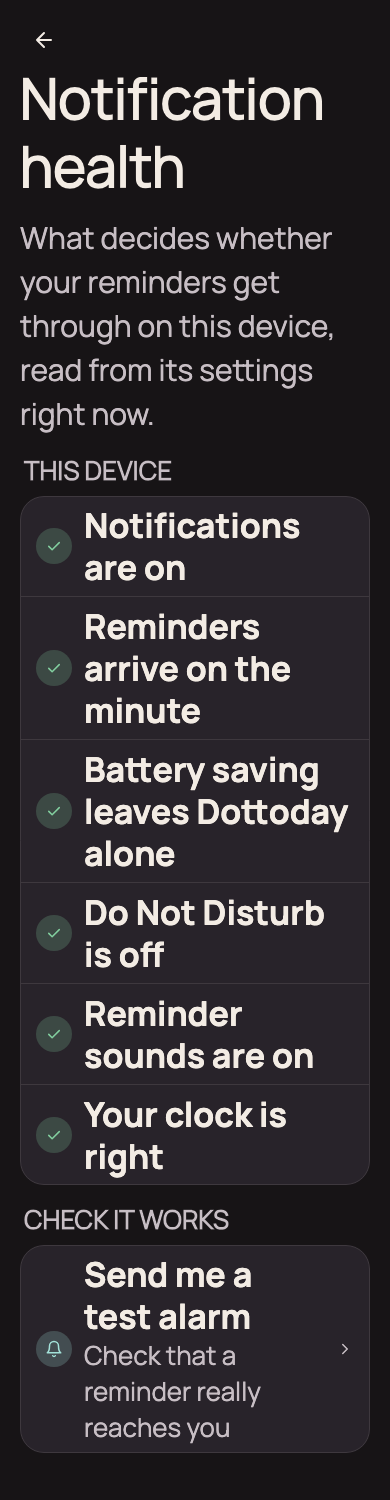 Notification
health
What decides whether
your reminders get
through on this device,
read from its settings
right now.
THIS DEVICE
Notifications
are on
Reminders
arrive on the
minute
Battery saving
leaves Dottoday
alone
Do Not Disturb
is off
Reminder
sounds are on
Your clock is
right
CHECK IT WORKS
Send me a
test alarm
Check that a
reminder really
reaches you